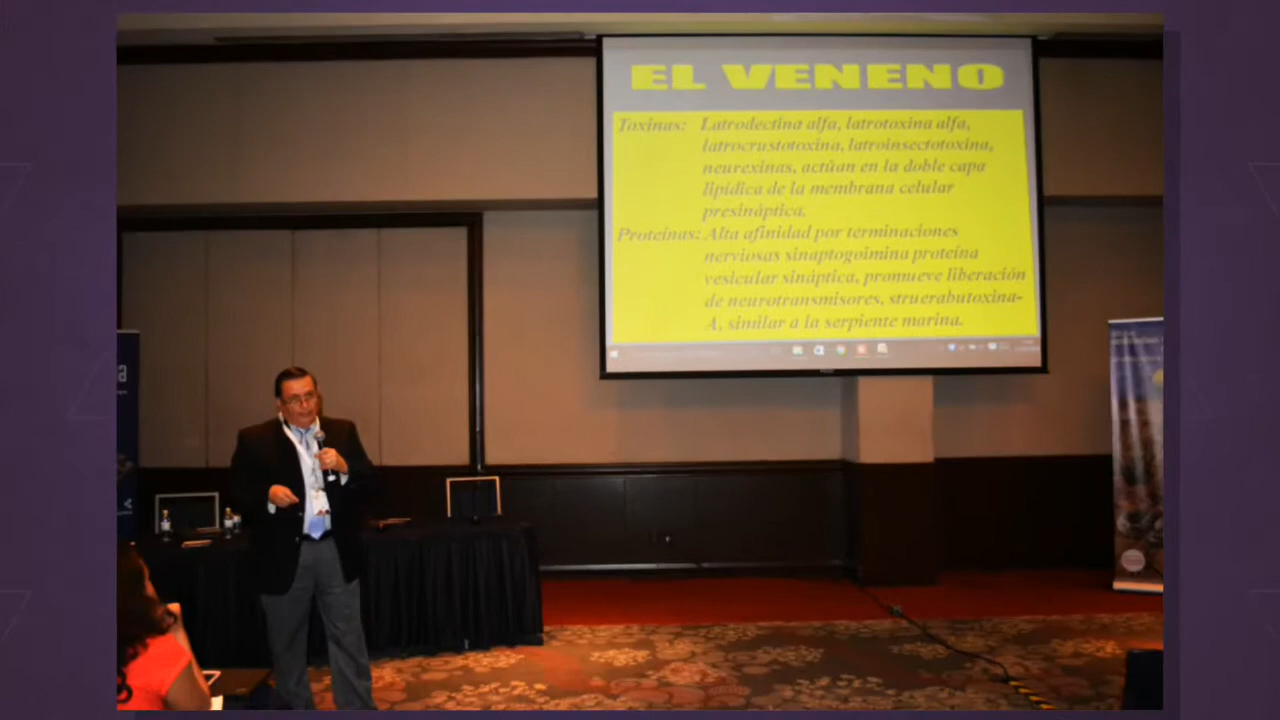 EL VENENO
Toxinas: Latrodectina alfa, latrotoxina alfa,
latrocrustotoxina, latroinsectotoxina,
neurexinas, actúan en la doble capa
lipídica de la membrana celular
presináptica.
Proteínas: Alta afinidad por terminaciones
nerviosas sinaptogoimina proteína
vesicular sináptica, promueve liberación
de neurotransmisores, struerabutoxina-
A, similar a la serpiente marina.